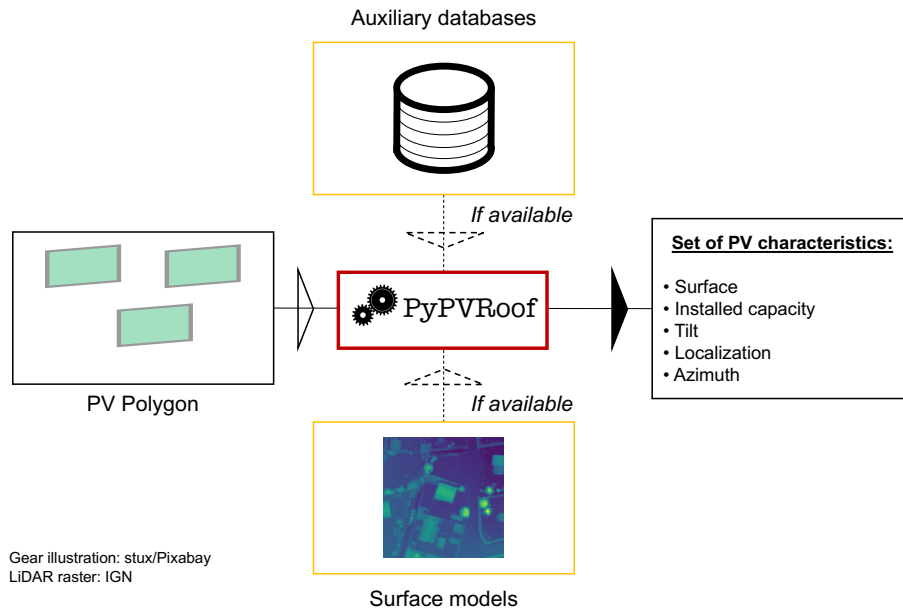 Auxiliary databases
If available
PV Polygon
PyPVRoof
Set of PV characteristics:
• Surface
• Installed capacity
• Tilt
• Localization
• Azimuth
If available
Surface models
Gear illustration: stux/Pixabay
LiDAR raster: IGN